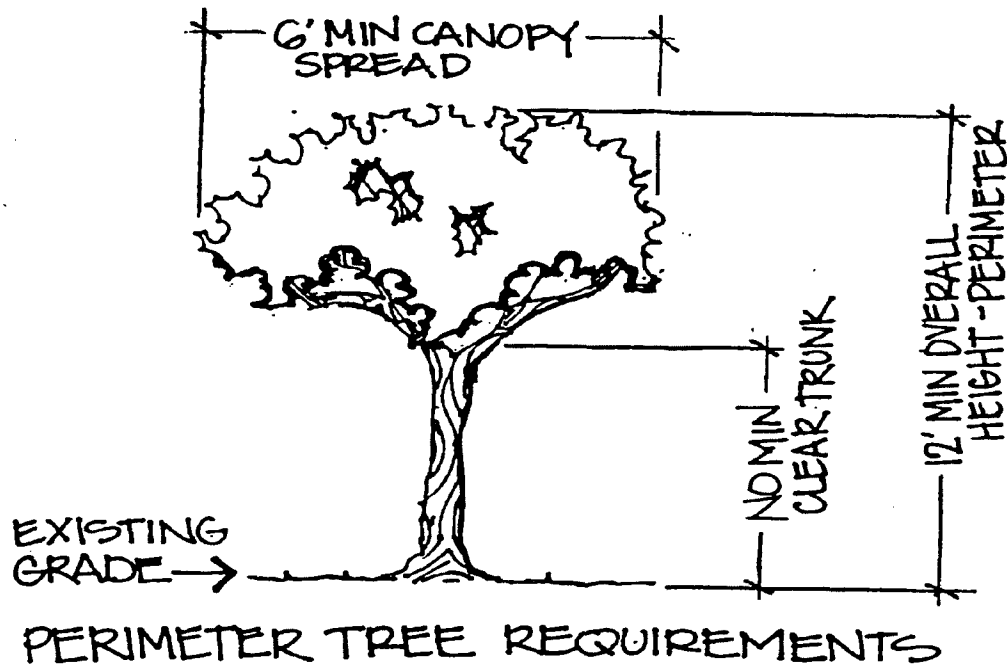 6' MIN CANOPY
SPREAD
12' MIN OVERALL
HEIGHT-PERIMETER
NO MIN
CLEAR TRUNK
EXISTING
GRADE
PERIMETER TREE REQUIREMENTS